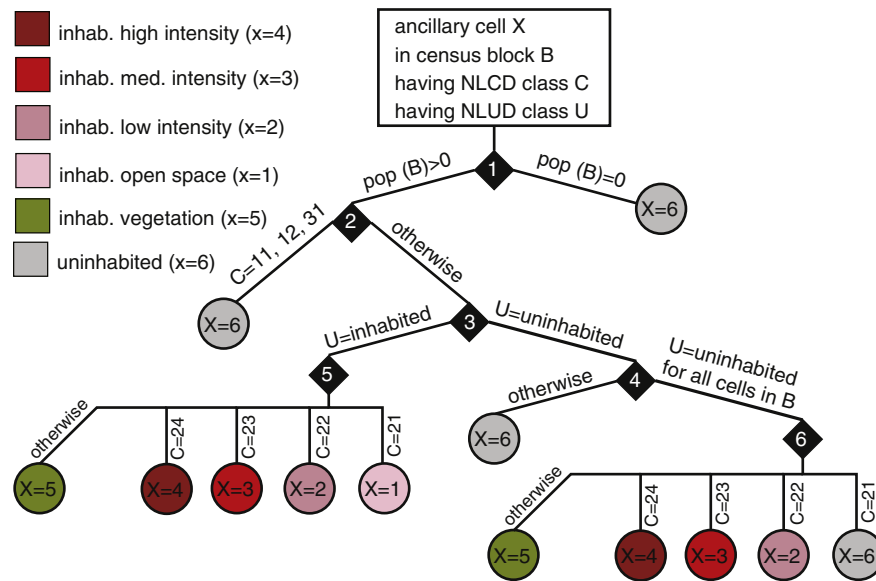 inhab. high intensity (x=4)
inhab. med. intensity (x=3)
inhab. low intensity (x=2)
inhab. open space (x=1)
inhab. vegetation (x=5)
uninhabited (x=6)
ancillary cell X
in census block B
having NLCD class C
having NLUD class U
1
pop (B)>0
pop (B)=0
X=6
2
C=11, 12, 31
otherwise
X=6
3
U=inhabited
U=uninhabited
5
4
otherwise
U=uninhabited
for all cells in B
X=6
6
otherwise
C=24
C=23
C=22
C=21
X=5
X=4
X=3
X=2
X=1
otherwise
C=24
C=23
C=22
C=21
X=5
X=4
X=3
X=2
X=6